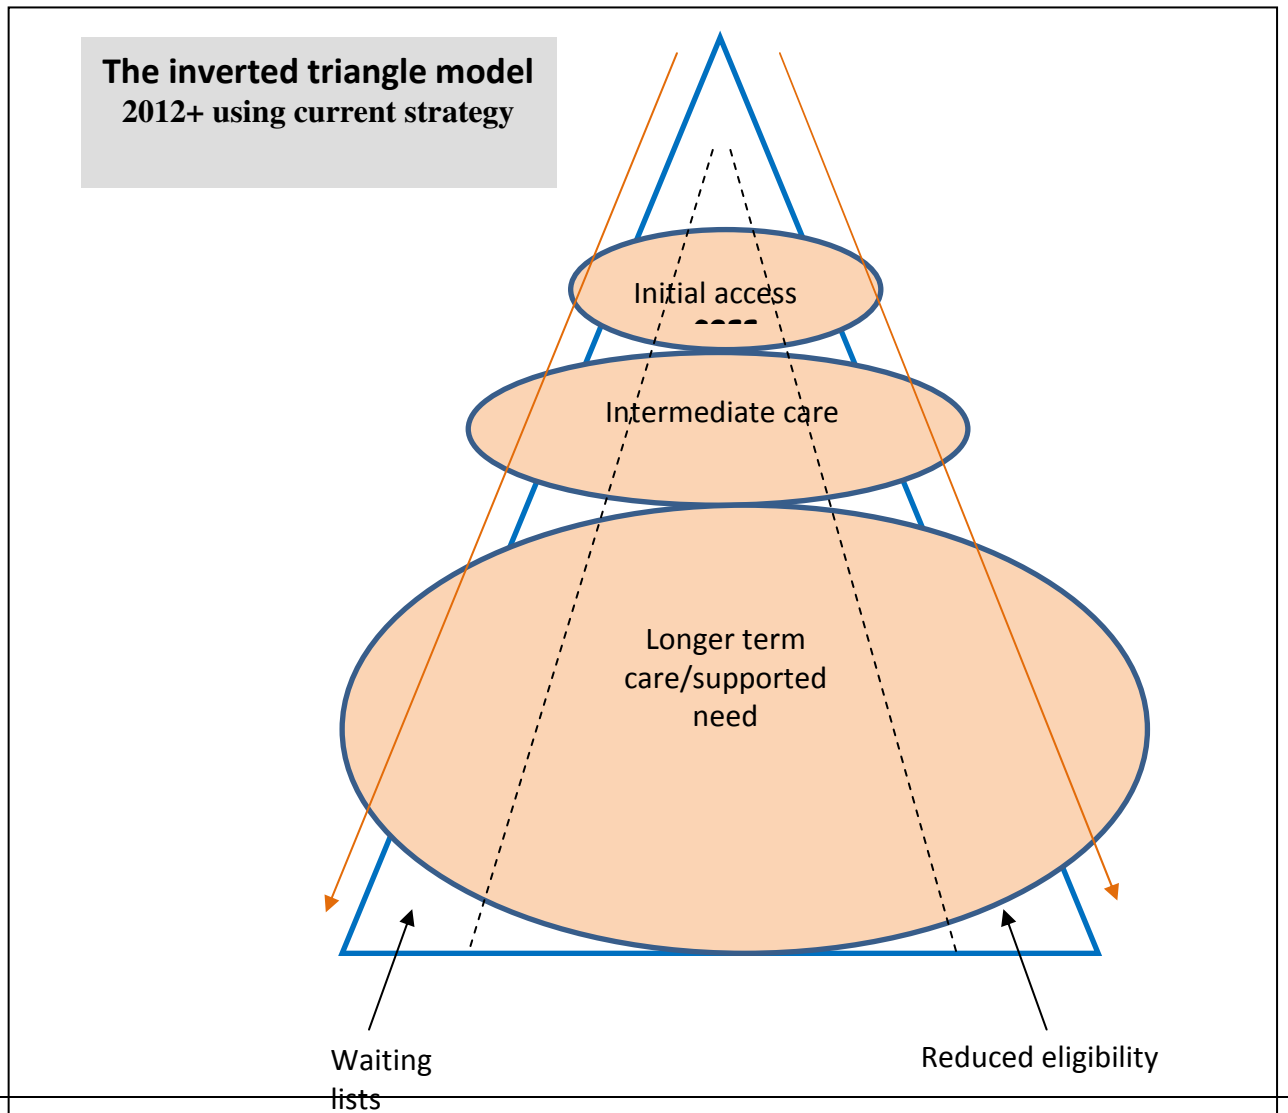 The inverted triangle model
2012+ using current strategy
Initial access
Intermediate care
Longer term
care/supported
need
Waiting
lists
Reduced eligibility